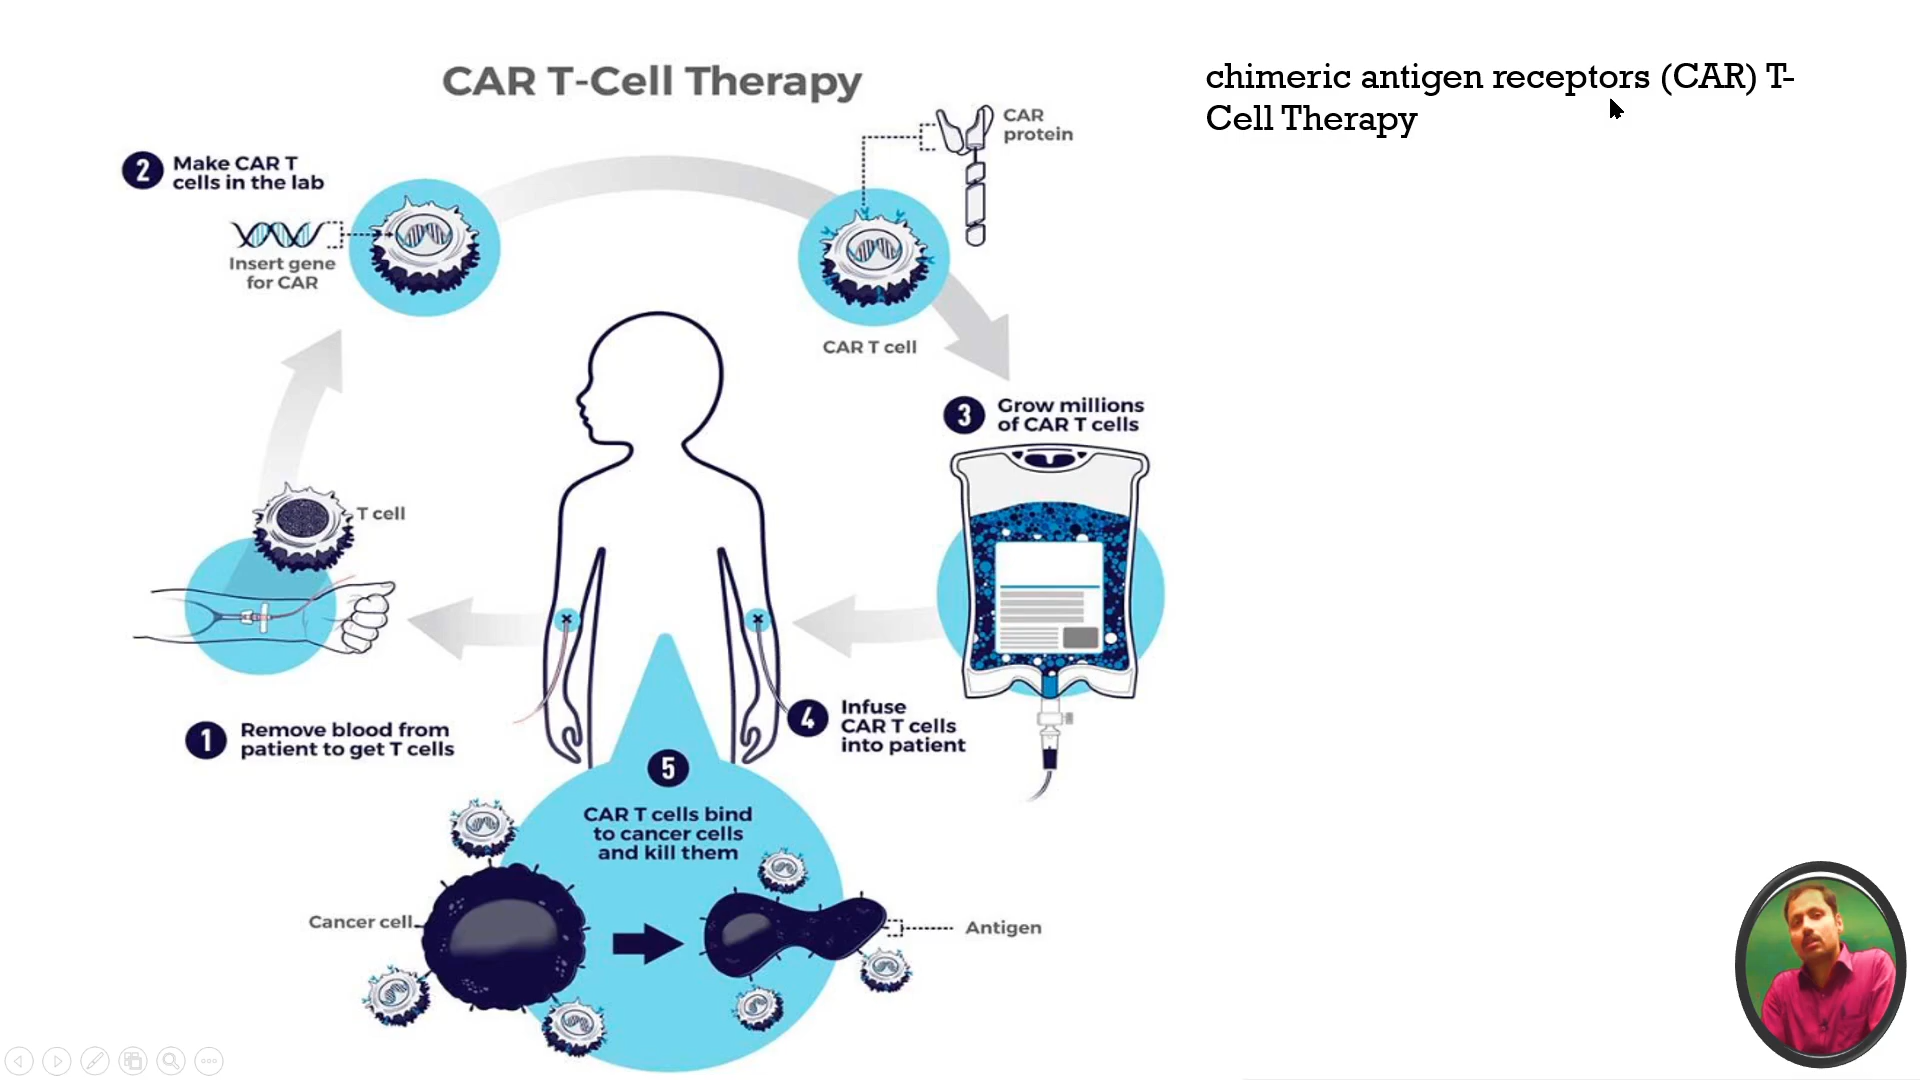 CAR T-Cell Therapy
chimeric antigen receptors (CAR) T-
Cell Therapy
CAR
protein
2 Make CAR T
cells in the lab
Insert gene
for CAR
CAR T cell
3 Grow millions
of CAR T cells
T cell
1 Remove blood from
patient to get T cells
4 Infuse
CAR T cells
into patient
5
CAR T cells bind
to cancer cells
and kill them
Cancer cell
Antigen